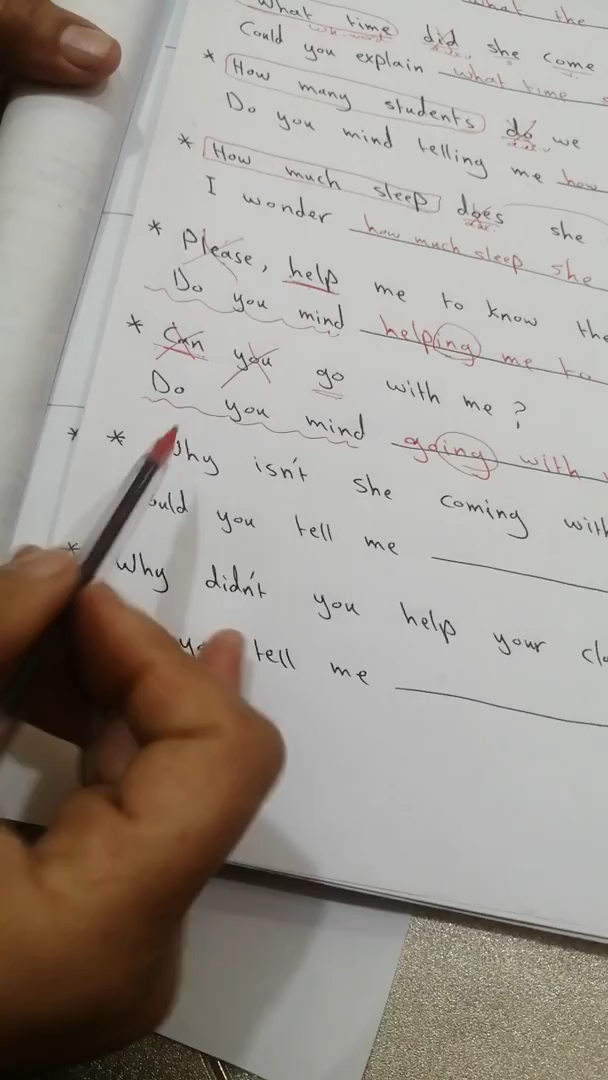 What time did she come
Could you explain what time
* How many students do we
Do you mind telling me how
* How much sleep does she
I wonder how much sleep she
* Please, help me to know the
Do you mind helping me to
* Can you go with me?
Do you mind going with
* * Why isn't she coming with
you tell me
* Why didn't you help your
tell me